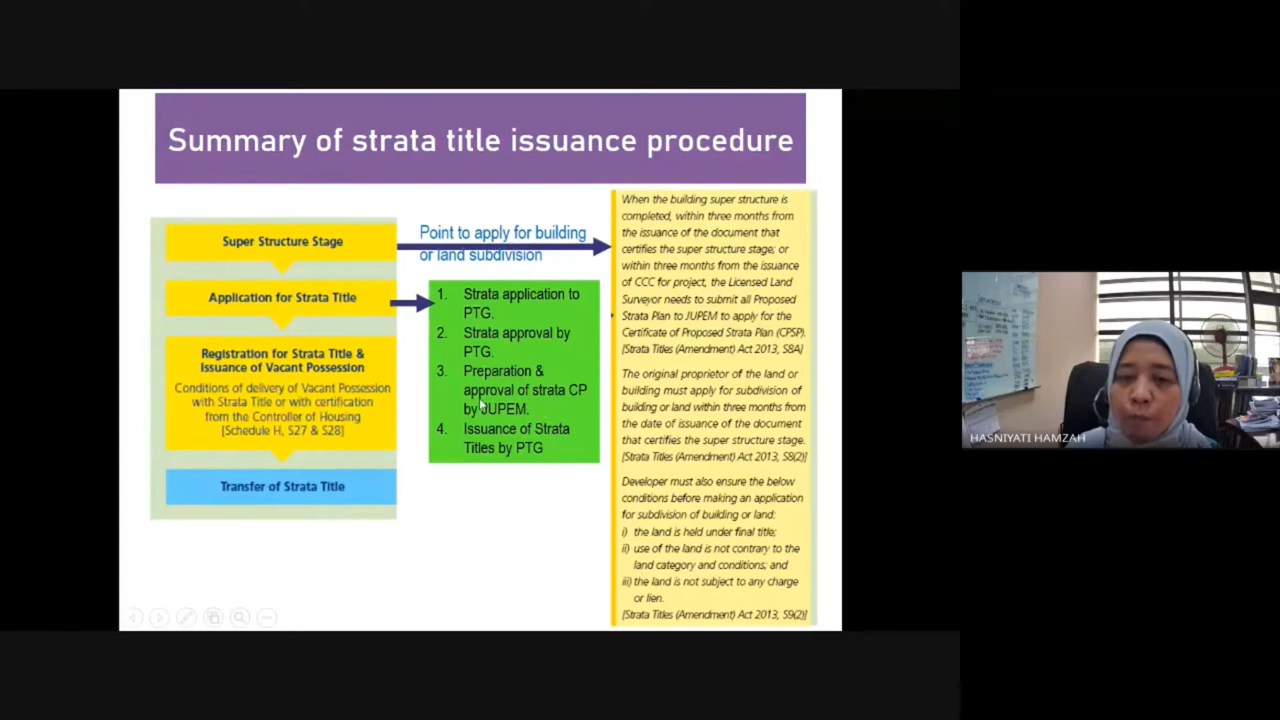 Summary of strata title issuance procedure
Super Structure Stage
Application for Strata Title
Registration for Strata Title &
Issuance of Vacant Possession
Conditions of delivery of Vacant Possession
with Strata Title or with certification
from the Controller of Housing
[Schedule H, S27 & S28]
Transfer of Strata Title
Point to apply for building
or land subdivision
1. Strata application to
PTG.
2. Strata approval by
PTG.
3. Preparation &
approval of strata CP
by JUPEM.
4. Issuance of Strata
Titles by PTG
When the building super structure is
completed, within three months from
the issuance of the document that
certifies the super structure stage; or
within three months from the issuance
of CCC for project, the Licensed Land
Surveyor needs to submit all Proposed
Strata Plan to JUPEM to apply for the
Certificate of Proposed Strata Plan (CPSP).
[Strata Titles (Amendment) Act 2013, S8A]
The original proprietor of the land or
building must apply for subdivision of
building or land within three months from
the date of issuance of the document
that certifies the super structure stage.
[Strata Titles (Amendment) Act 2013, S8(2)]
Developer must also ensure the below
conditions before making an application
for subdivision of building or land:
i) the land is held under final title;
ii) use of the land is not contrary to the
land category and conditions; and
iii) the land is not subject to any charge
or lien.
[Strata Titles (Amendment) Act 2013, S9(2)]
HASNIYATI HAMZAH